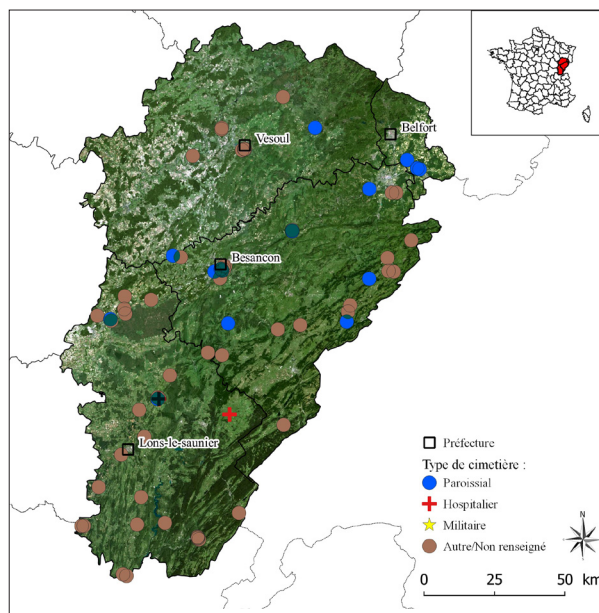 Belfort
Vesoul
Besançon
Lons-le-saunier
Préfecture
Type de cimetière :
Paroissial
Hospitalier
Militaire
Autre/Non renseigné
N
0 25 50 km